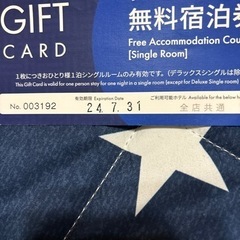 GIFT
CARD
無料宿泊券
Free Accommodation Cou
[Single Room]
1枚につきおひとり様1泊シングルルームのみ有効です。(デラックスシングルは除
This Gift Card is valid for one person stay for one night in a single room (except for Deluxe Single room)
No. 003192
有効期限 Expiration Date
24.7.31
ご利用可能ホテル Available for the below ho
全店共通